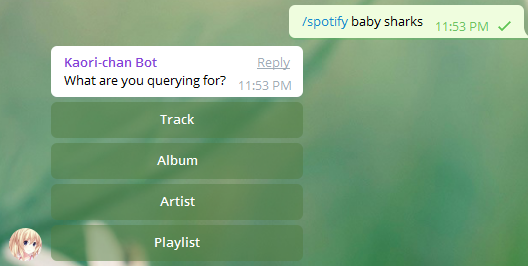 /spotify baby sharks 11:53 PM
Kaori-chan Bot Reply
What are you querying for? 11:53 PM
Track
Album
Artist
Playlist